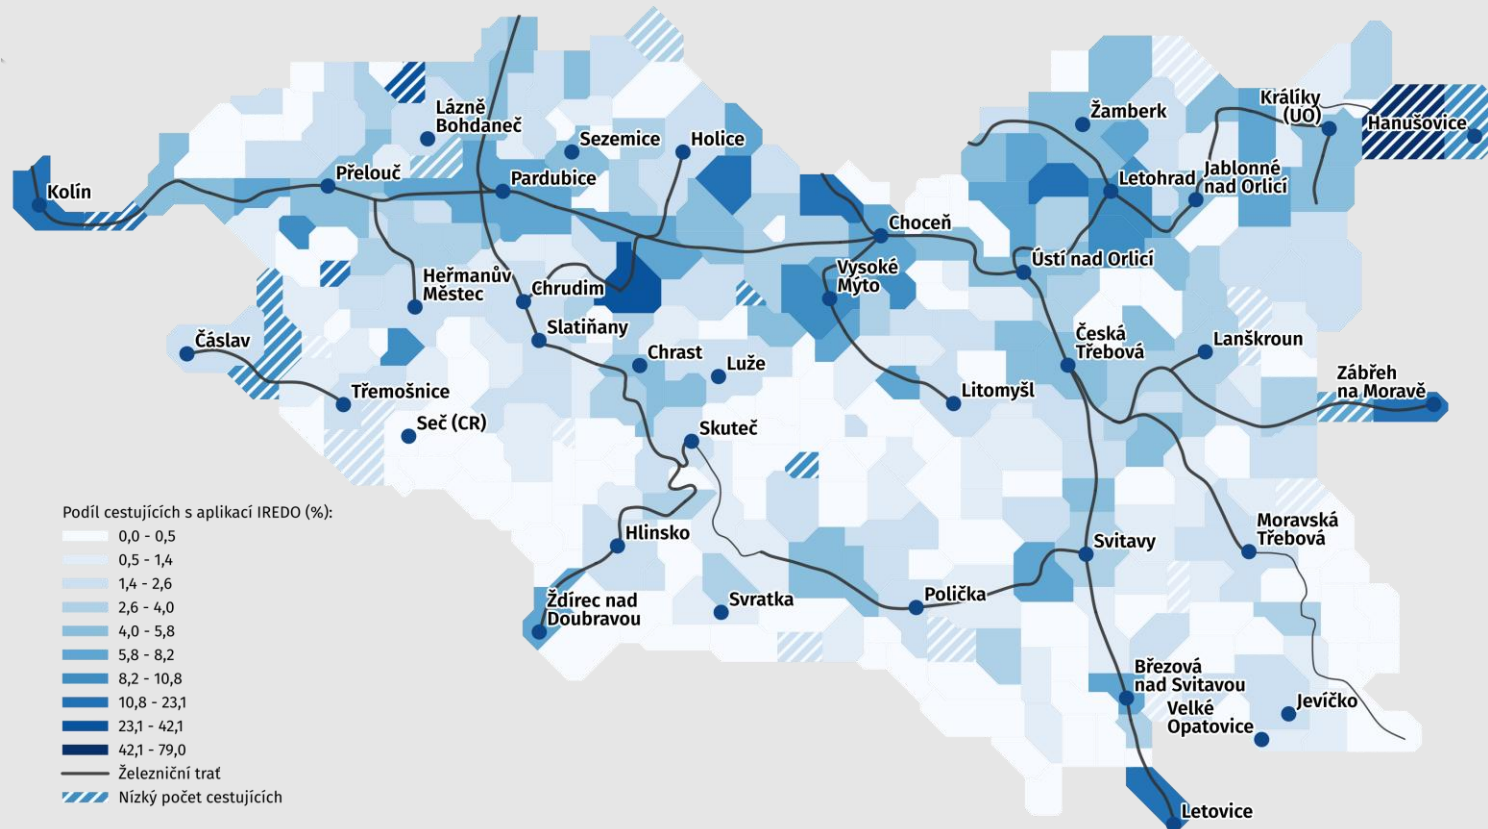 Králíky
(UO)
Hanušovice
Lázně
Bohdaneč
Žamberk
Sezemice
Holice
Přelouč
Pardubice
Letohrad
Jablonné
nad Orlicí
Kolín
Choceň
Ústí nad Orlicí
Heřmanův
Městec
Chrudim
Vysoké
Mýto
Slatiňany
Čáslav
Chrast
Luže
Česká
Třebová
Lanškroun
Třemošnice
Litomyšl
Zábřeh
na Moravě
Seč (CR)
Skuteč
Podíl cestujících s aplikací IREDO (%):
0,0 - 0,5
0,5 - 1,4
1,4 - 2,6
2,6 - 4,0
4,0 - 5,8
5,8 - 8,2
8,2 - 10,8
10,8 - 23,1
23,1 - 42,1
42,1 - 79,0
Železniční trať
Nízký počet cestujících
Hlinsko
Svitavy
Moravská
Třebová
Ždírec nad
Doubravou
Svratka
Polička
Březová
nad Svitavou
Velké
Opatovice
Jevíčko
Letovice